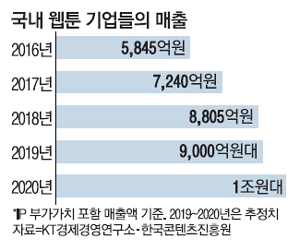 국내 웹툰 기업들의 매출
2016년 5,845억원
2017년 7,240억원
2018년 8,805억원
2019년 9,000억원대
2020년 1조원대
IP 부가가치 포함 매출액 기준. 2019~2020년은 추정치
자료=KT경제경영연구소·한국콘텐츠진흥원